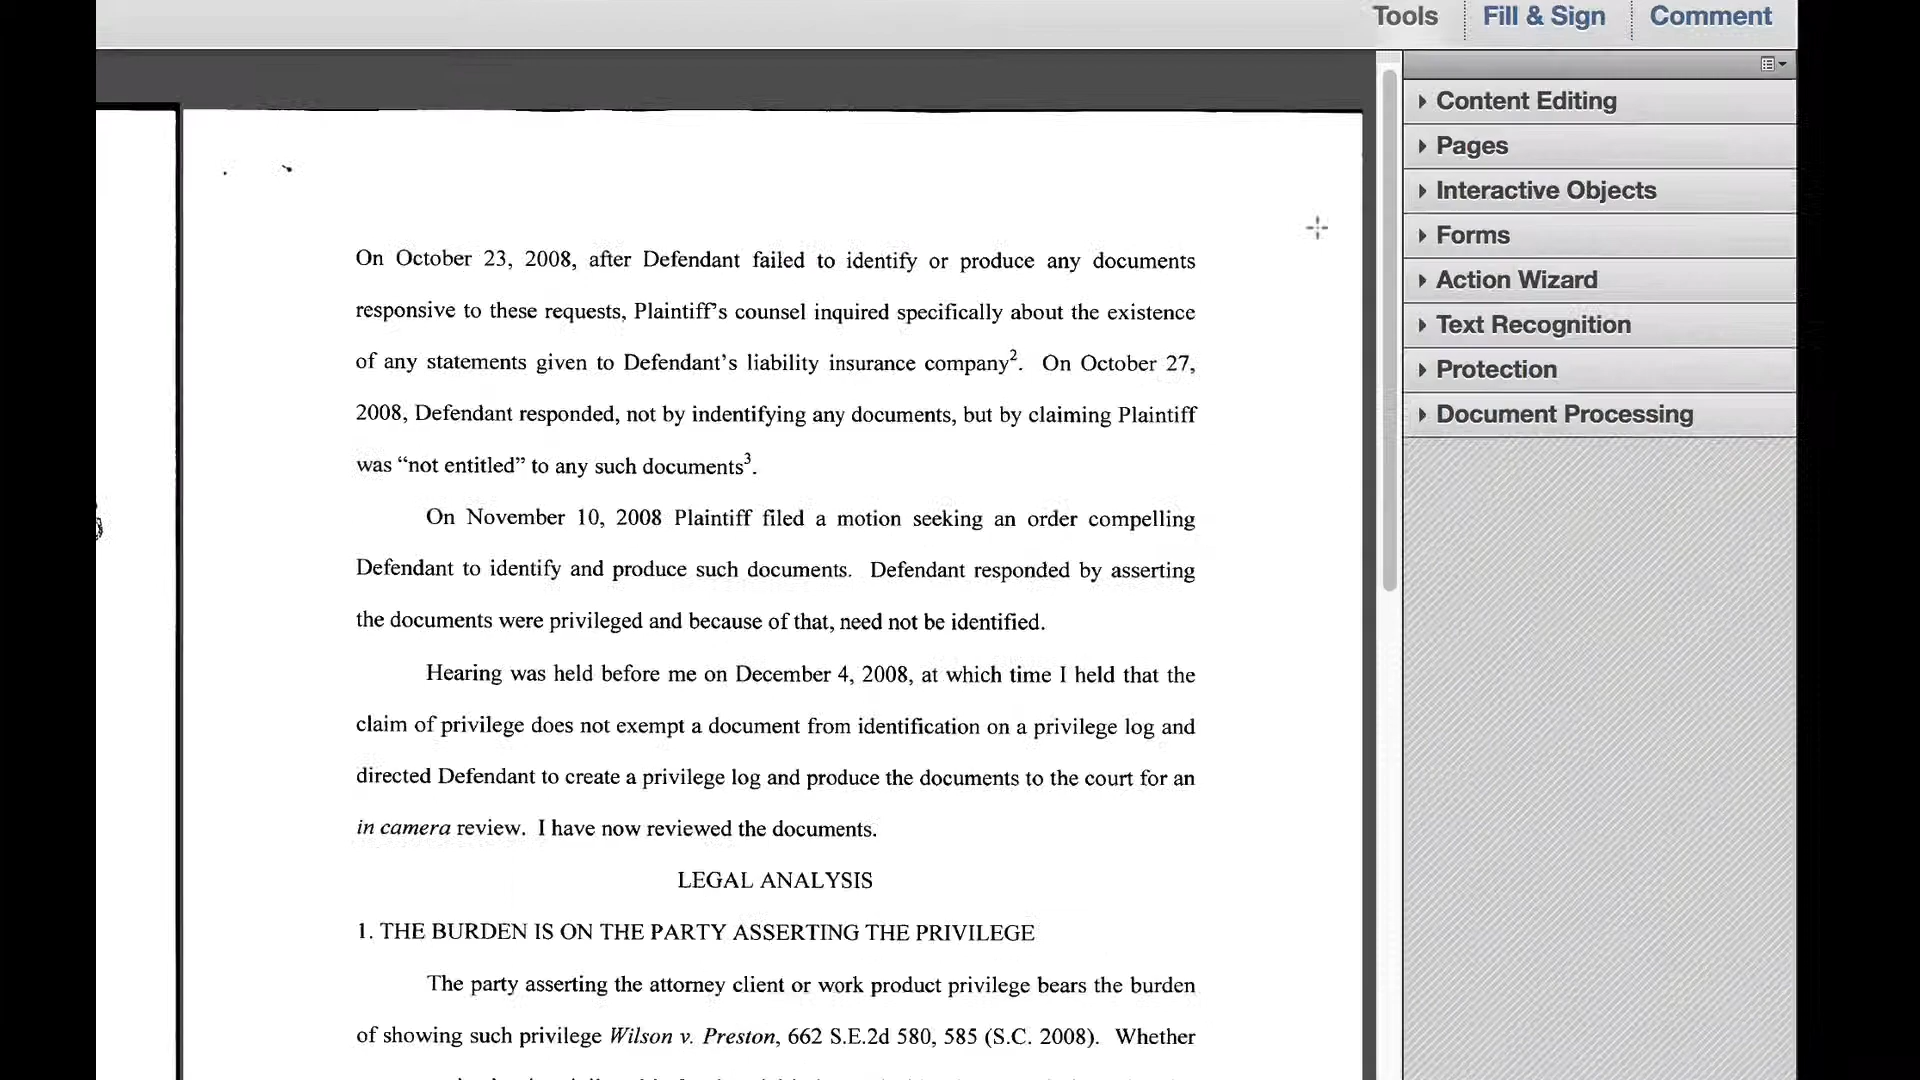 Tools
Fill & Sign
Comment
Content Editing
Pages
Interactive Objects
Forms
Action Wizard
Text Recognition
Protection
Document Processing
On October 23, 2008, after Defendant failed to identify or produce any documents
responsive to these requests, Plaintiff's counsel inquired specifically about the existence
of any statements given to Defendant's liability insurance company². On October 27,
2008, Defendant responded, not by indentifying any documents, but by claiming Plaintiff
was “not entitled” to any such documents³.
On November 10, 2008 Plaintiff filed a motion seeking an order compelling
Defendant to identify and produce such documents. Defendant responded by asserting
the documents were privileged and because of that, need not be identified.
Hearing was held before me on December 4, 2008, at which time I held that the
claim of privilege does not exempt a document from identification on a privilege log and
directed Defendant to create a privilege log and produce the documents to the court for an
in camera review. I have now reviewed the documents.
LEGAL ANALYSIS
1. THE BURDEN IS ON THE PARTY ASSERTING THE PRIVILEGE
The party asserting the attorney client or work product privilege bears the burden
of showing such privilege Wilson v. Preston, 662 S.E.2d 580, 585 (S.C. 2008). Whether